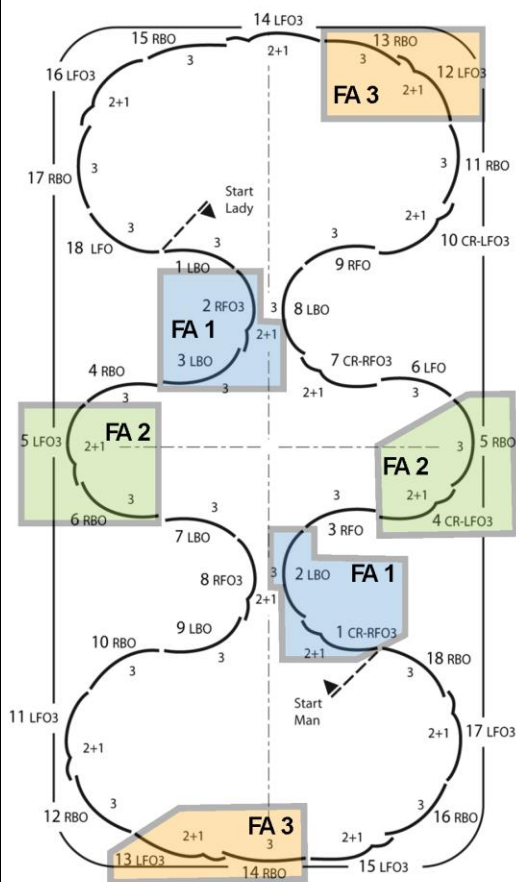 14 LFO3
15 RBO
2+1
13 RBO
3
3
16 LFO3
12 LFO3
2+1
FA 3
2+1
3
17 RBO
11 RBO
Start
Lady
2+1
3
3
3
10 CR-LFO3
18 LFO
9 RFO
1 LBO
2 RFO3
3
8 LBO
FA 1
2+1
3 LBO
7 CR-RFO3
6 LFO
4 RBO
3
2+1
3
3
FA 2
5 LFO3
2+1
3
5 RBO
FA 2
3
3
2+1
6 RBO
3
3 RFO
4 CR-LFO3
7 LBO
8 RFO3
3
2 LBO
FA 1
2+1
9 LBO
1 CR-RFO3
10 RBO
3
2+1
18 RBO
3
3
Start
Man
11 LFO3
2+1
2+1
17 LFO3
3
3
12 RBO
16 RBO
FA 3
2+1
3
2+1
13 LFO3
14 RBO
15 LFO3